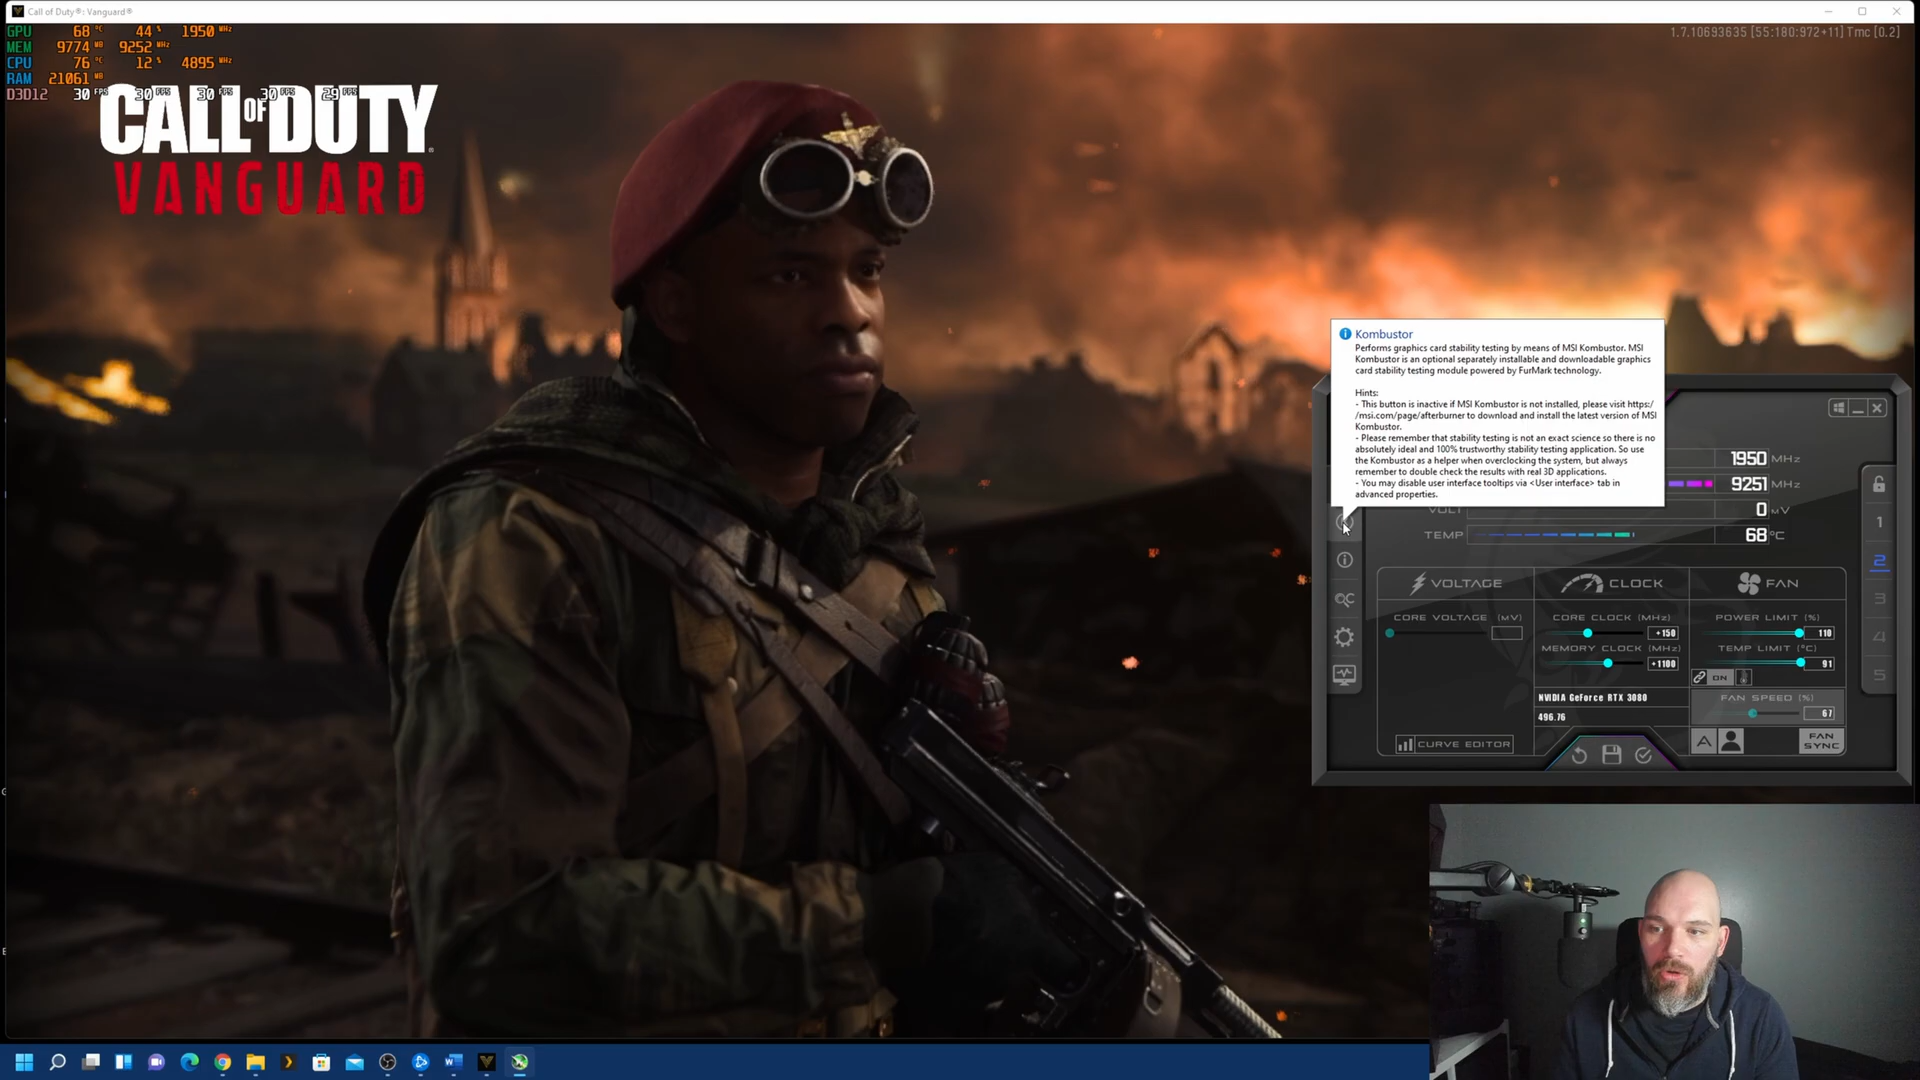 Call of Duty®: Vanguard®
GPU 68 °C 44 % 1950 MHz
MEM 9774 MB 9252 MHz
CPU 76 °C 12 % 4895 MHz
RAM 21061 MB
D3D12 30 FPS 30 FPS 30 FPS 30 FPS 29 FPS
1.7.10693635 [55:180:972+11] Tmc [0.2]
CALL OF DUTY
VANGUARD
Kombustor
Performs graphics card stability testing by means of MSI Kombustor. MSI
Kombustor is an optional separately installable and downloadable graphics
card stability testing module powered by FurMark technology.
Hints:
- This button is inactive if MSI Kombustor is not installed, please visit https:/
/msi.com/page/afterburner to download and install the latest version of MSI
Kombustor.
- Please remember that stability testing is not an exact science so there is no
absolutely ideal and 100% trustworthy stability testing application. So use
the Kombustor as a helper when overclocking the system, but always
remember to double check the results with real 3D applications.
- You may disable user interface tooltips via <User interface> tab in
advanced properties.
1950 MHz
9251 MHz
VOLT 0 MV
TEMP 68 °C
1
2
3
4
5
VOLTAGE
CLOCK
FAN
CORE VOLTAGE (MV)
CORE CLOCK (MHz)
+150
MEMORY CLOCK (MHz)
+1100
POWER LIMIT (%)
110
TEMP LIMIT (°C)
91
ON
NVIDIA GeForce RTX 3080
496.76
FAN SPEED (%)
67
CURVE EDITOR
A
FAN
SYNC